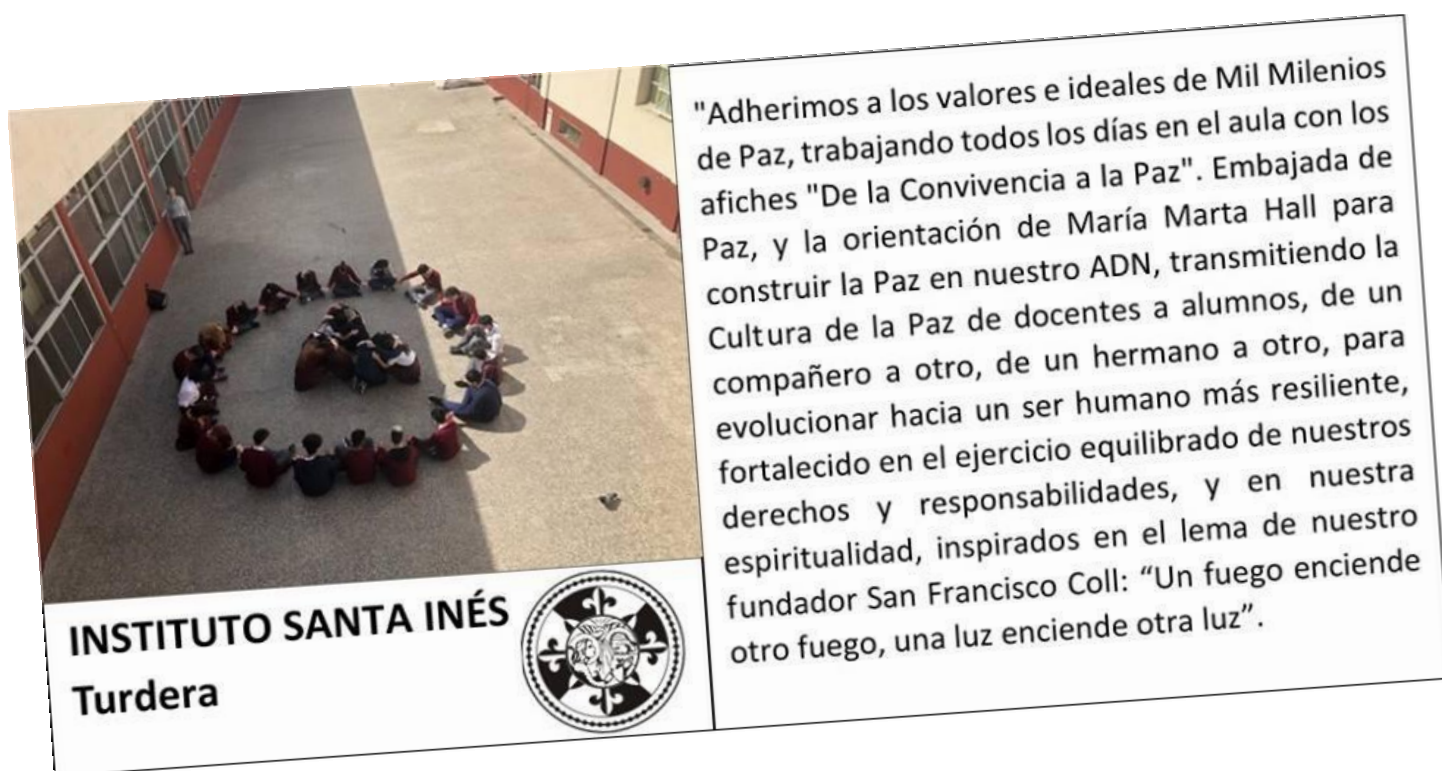 "Adherimos a los valores e ideales de Mil Milenios
de Paz, trabajando todos los días en el aula con los
afiches "De la Convivencia a la Paz". Embajada de
Paz, y la orientación de María Marta Hall para
construir la Paz en nuestro ADN, transmitiendo la
Cultura de la Paz de docentes a alumnos, de un
compañero a otro, de un hermano a otro, para
evolucionar hacia un ser humano más resiliente,
fortalecido en el ejercicio equilibrado de nuestros
derechos y responsabilidades, y en nuestra
espiritualidad, inspirados en el lema de nuestro
fundador San Francisco Coll: “Un fuego enciende
otro fuego, una luz enciende otra luz”.
INSTITUTO SANTA INÉS
Turdera